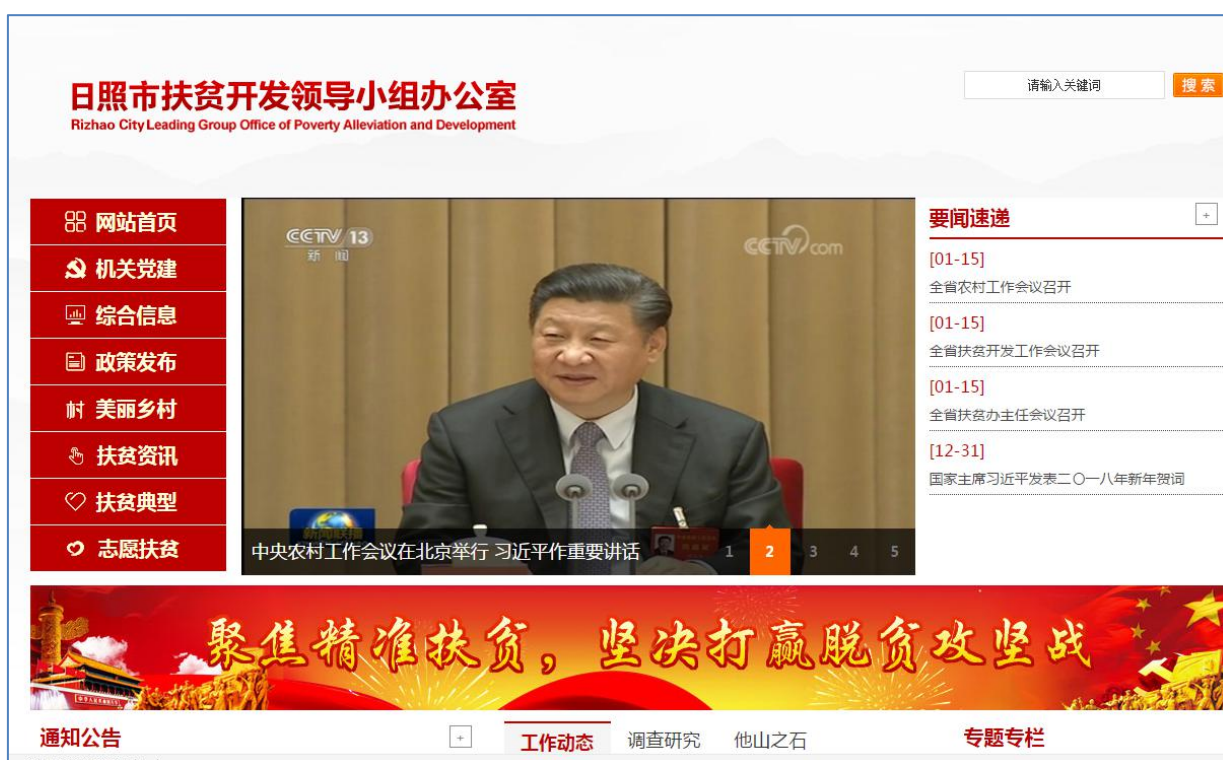 日照市扶贫开发领导小组办公室
Rizhao City Leading Group Office of Poverty Alleviation and Development
请输入关键词
搜索
网站首页
机关党建
综合信息
政策发布
美丽乡村
扶贫资讯
扶贫典型
志愿扶贫
CCTV 13
新闻
CCTV.com
新闻联播
中央农村工作会议在北京举行 习近平作重要讲话
1 2 3 4 5
要闻速递
+
[01-15]
全省农村工作会议召开
[01-15]
全省扶贫开发工作会议召开
[01-15]
全省扶贫办主任会议召开
[12-31]
国家主席习近平发表二〇一八年新年贺词
聚焦精准扶贫，坚决打赢脱贫攻坚战
通知公告
+
工作动态 调查研究 他山之石
专题专栏